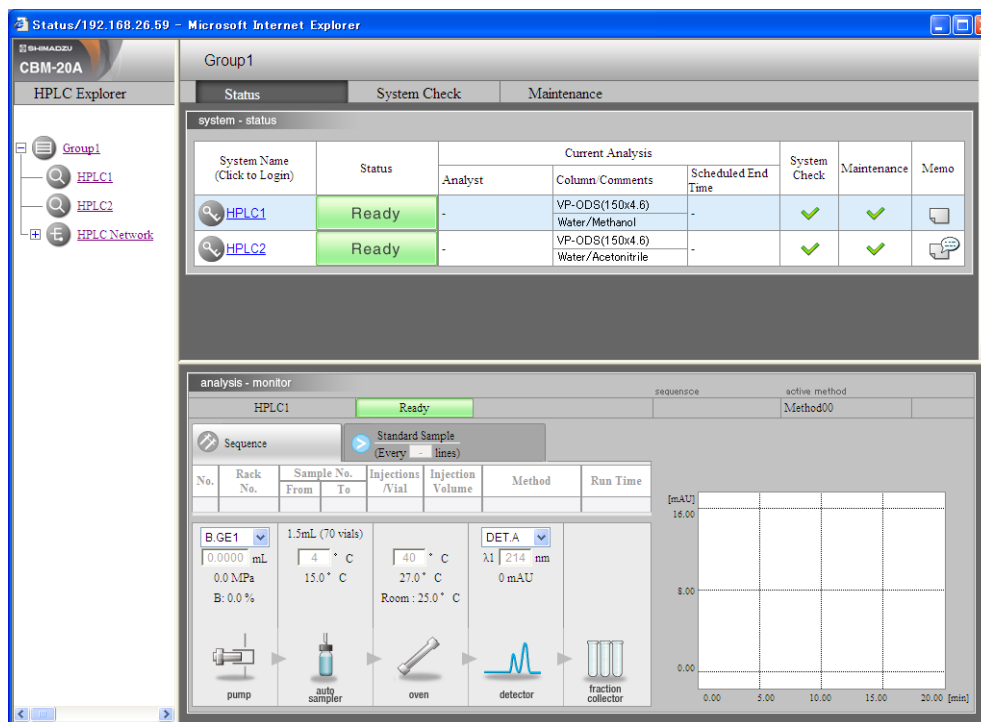 Status/192.168.26.59 - Microsoft Internet Explorer
SHIMADZU
CBM-20A
HPLC Explorer
Group1
HPLC1
HPLC2
HPLC Network
Group1
Status System Check Maintenance
system - status
System Name (Click to Login) Status Current Analysis System Check Maintenance Memo
Analyst Column/Comments Scheduled End Time
HPLC1 Ready - VP-ODS(150x4.6) -
Water/Methanol
HPLC2 Ready - VP-ODS(150x4.6) -
Water/Acetonitrile
analysis - monitor
sequensce active method
HPLC1 Ready Method00
Sequence
Standard Sample
(Every - lines)
No. Rack No. Sample No. Injections /Vial Injection Volume Method Run Time
From To
B.GE1 1.5mL (70 vials) DET.A
0.0000 mL 4 ° C 40 ° C λ1 214 nm
0.0 MPa 15.0° C 27.0° C 0 mAU
B: 0.0 % Room : 25.0° C
pump auto sampler oven detector fraction collector
[mAU]
16.00
8.00
0.00
0.00 5.00 10.00 15.00 20.00 [min]